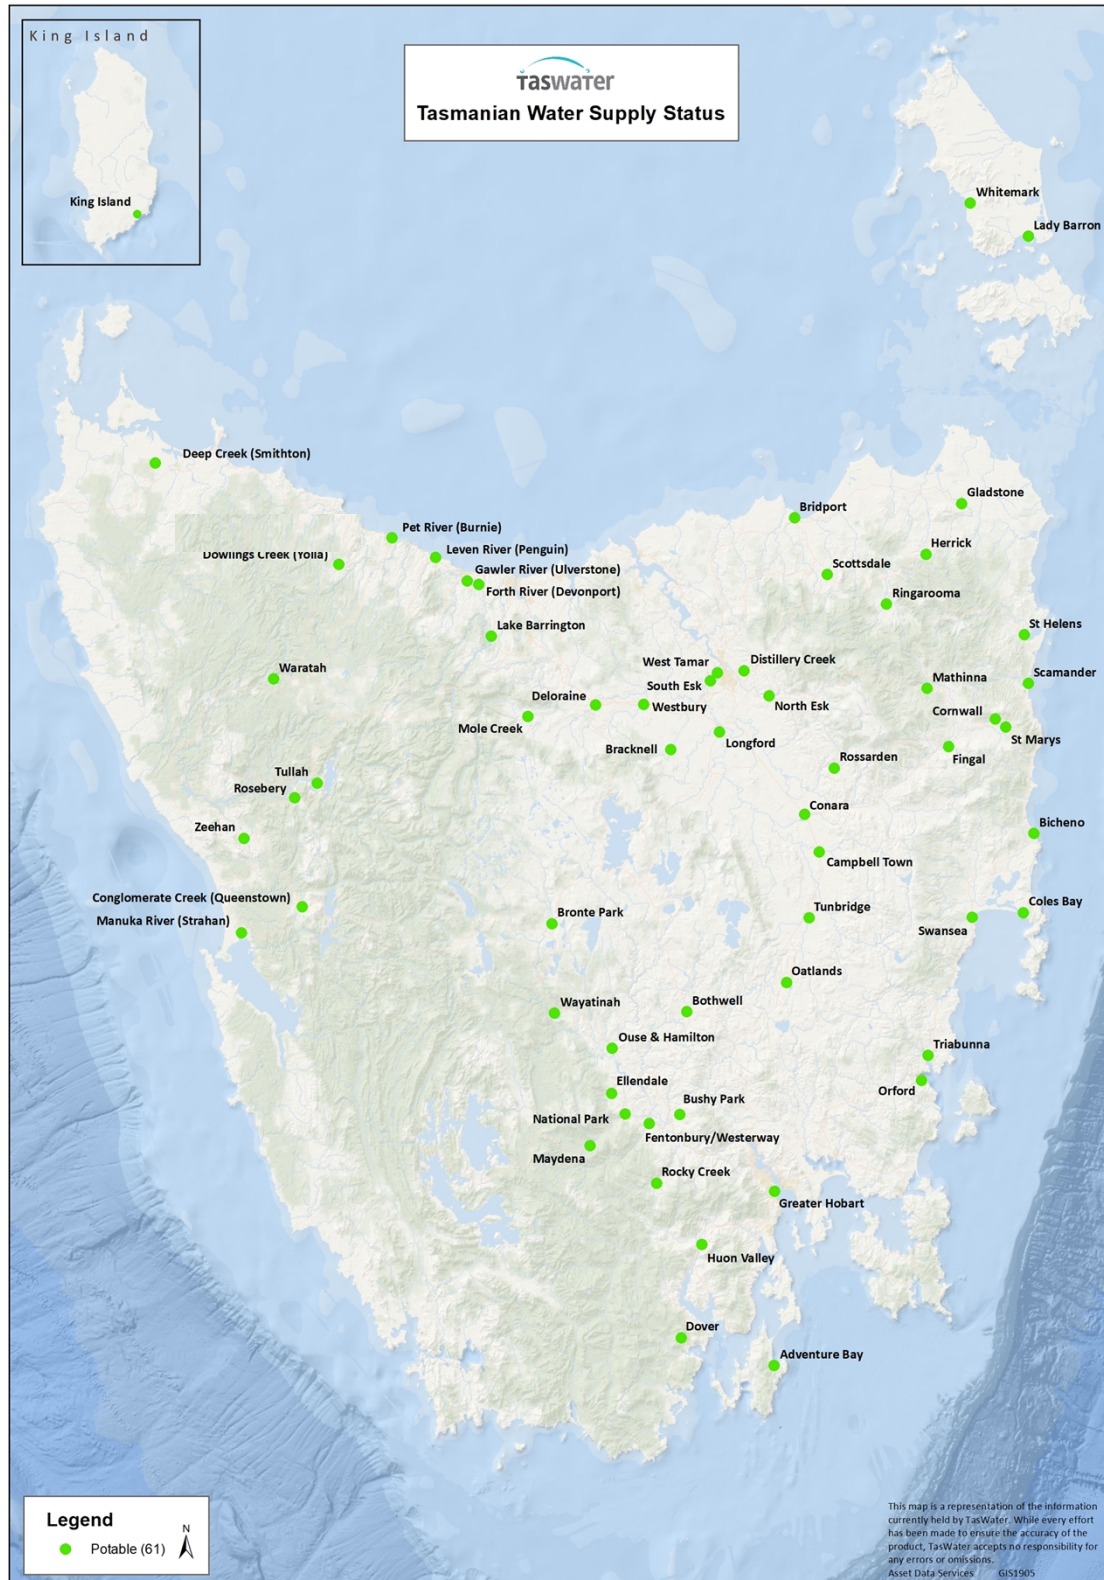 King Island
TasWater
Tasmanian Water Supply Status
King Island
Whitemark
Lady Barron
Deep Creek (Smithton)
Gladstone
Bridport
Pet River (Burnie)
Herrick
Leven River (Penguin)
Dowlings Creek (Yolla)
Scottsdale
Gawler River (Ulverstone)
Forth River (Devonport)
Ringarooma
Lake Barrington
St Helens
West Tamar
Distillery Creek
Waratah
Mathinna
Scamander
South Esk
Deloraine
Westbury
North Esk
Cornwall
Mole Creek
St Marys
Longford
Bracknell
Fingal
Rossarden
Tullah
Rosebery
Conara
Zeehan
Bicheno
Campbell Town
Conglomerate Creek (Queenstown)
Tunbridge
Coles Bay
Bronte Park
Manuka River (Strahan)
Swansea
Oatlands
Wayatinah
Bothwell
Ouse & Hamilton
Triabunna
Ellendale
Orford
Bushy Park
National Park
Fentonbury/Westerway
Maydena
Rocky Creek
Greater Hobart
Huon Valley
Dover
Adventure Bay
Legend
N
Potable (61)
This map is a representation of the information
currently held by TasWater. While every effort
has been made to ensure the accuracy of the
product, TasWater accepts no responsibility for
any errors or omissions.
Asset Data Services GIS1905